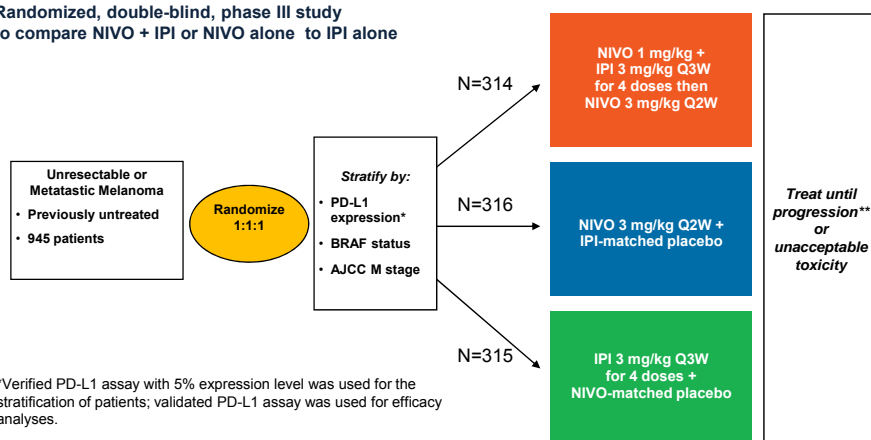 Randomized, double-blind, phase III study
to compare NIVO + IPI or NIVO alone to IPI alone
Unresectable or
Metatastic Melanoma
• Previously untreated
• 945 patients
Randomize
1:1:1
Stratify by:
• PD-L1
expression*
• BRAF status
• AJCC M stage
N=314
N=316
N=315
NIVO 1 mg/kg +
IPI 3 mg/kg Q3W
for 4 doses then
NIVO 3 mg/kg Q2W
NIVO 3 mg/kg Q2W +
IPI-matched placebo
IPI 3 mg/kg Q3W
for 4 doses +
NIVO-matched placebo
Treat until
progression**
or
unacceptable
toxicity
*Verified PD-L1 assay with 5% expression level was used for the
stratification of patients; validated PD-L1 assay was used for efficacy
analyses.